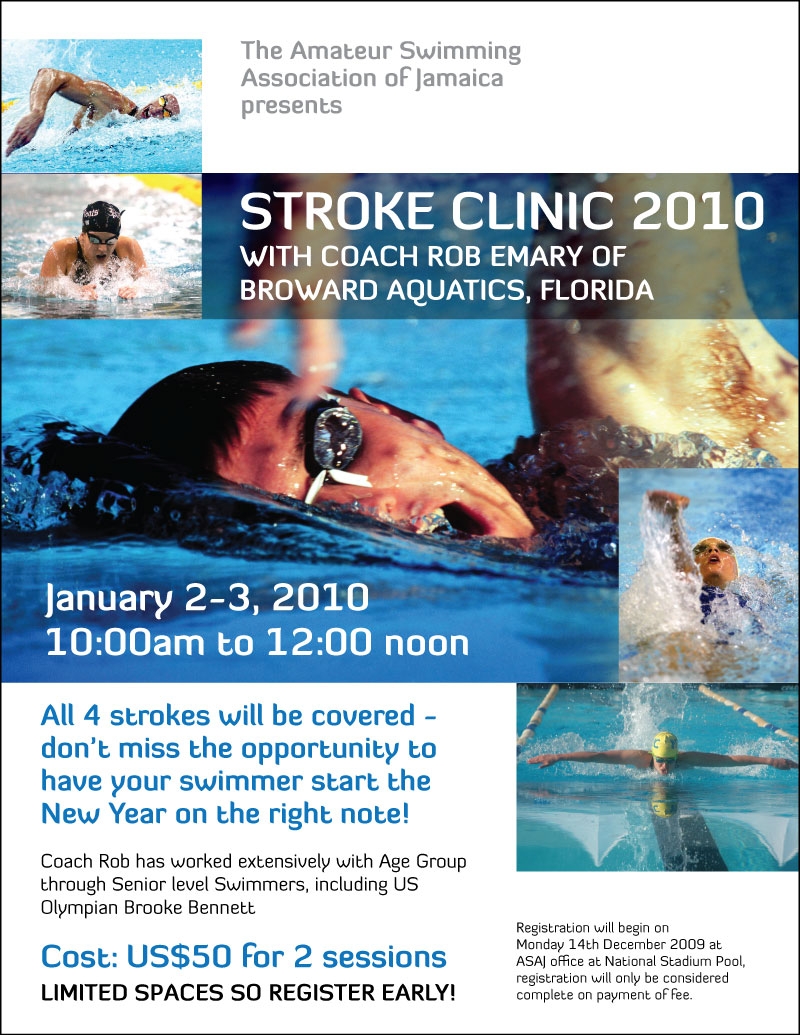 The Amateur Swimming
Association of Jamaica
presents
STROKE CLINIC 2010
WITH COACH ROB EMARY OF
BROWARD AQUATICS, FLORIDA
January 2-3, 2010
10:00am to 12:00 noon
All 4 strokes will be covered -
don't miss the opportunity to
have your swimmer start the
New Year on the right note!
Coach Rob has worked extensively with Age Group
through Senior level Swimmers, including US
Olympian Brooke Bennett
Cost: US$50 for 2 sessions
LIMITED SPACES SO REGISTER EARLY!
Registration will begin on
Monday 14th December 2009 at
ASAJ office at National Stadium Pool,
registration will only be considered
complete on payment of fee.